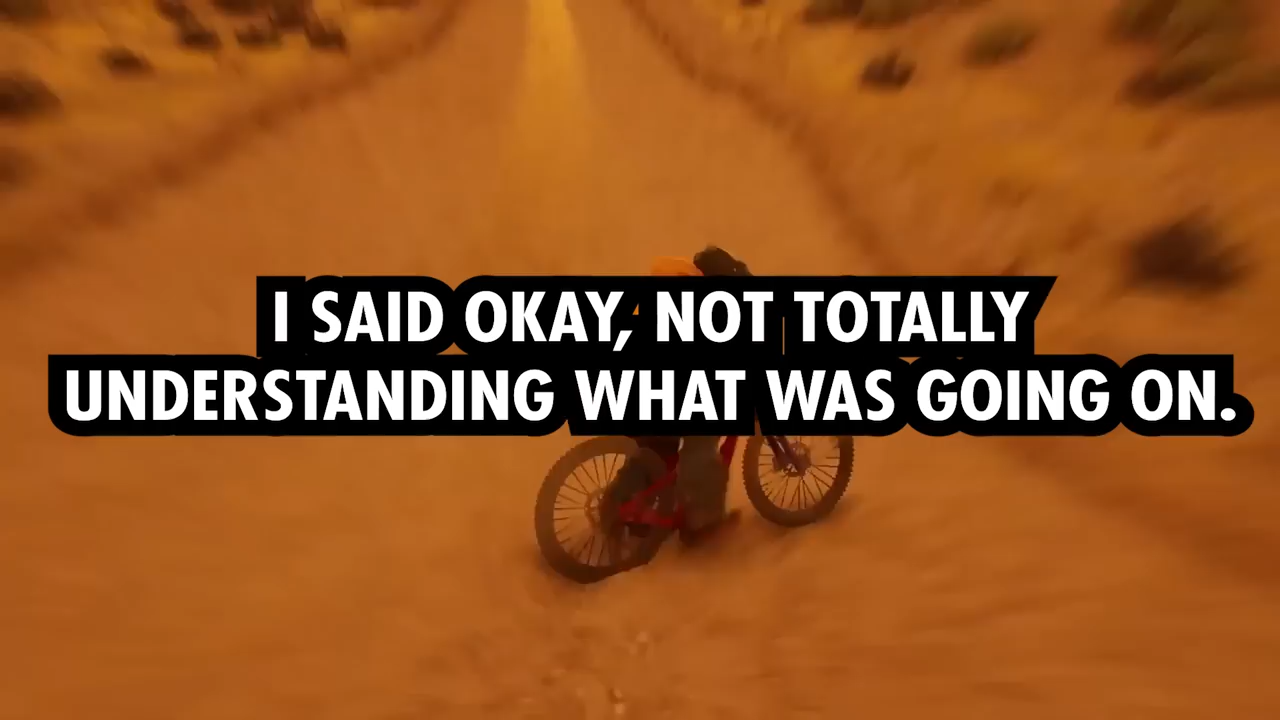 I SAID OKAY, NOT TOTALLY
UNDERSTANDING WHAT WAS GOING ON.